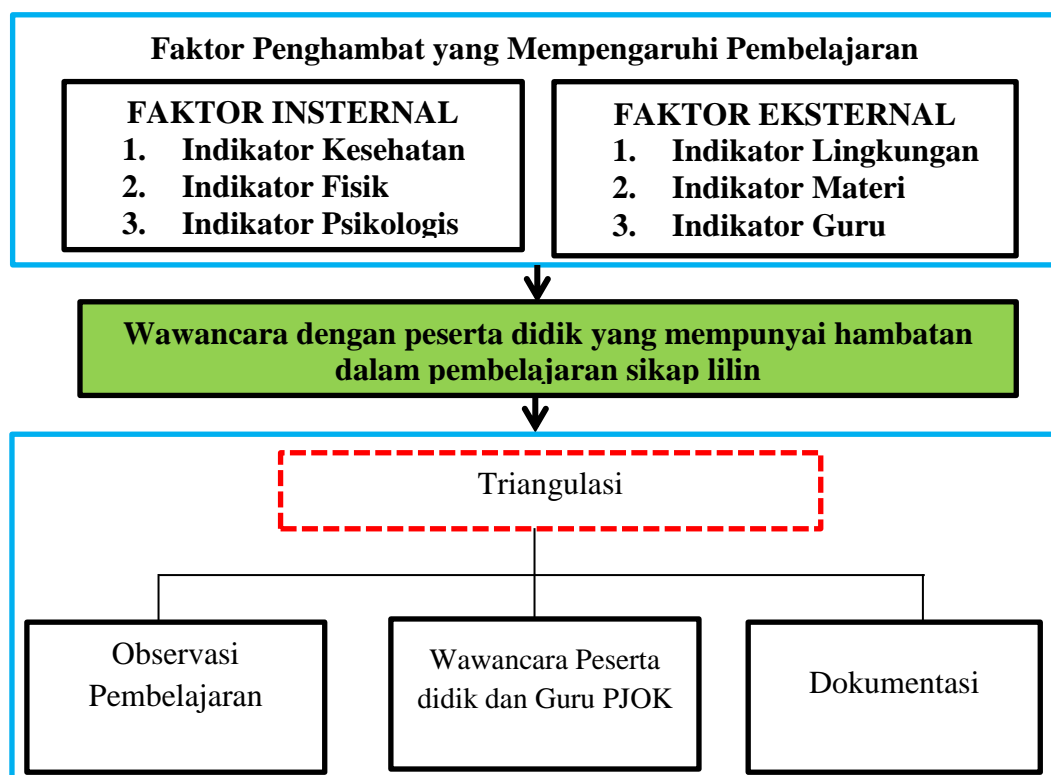 Faktor Penghambat yang Mempengaruhi Pembelajaran
FAKTOR INSTERNAL
1. Indikator Kesehatan
2. Indikator Fisik
3. Indikator Psikologis
FAKTOR EKSTERNAL
1. Indikator Lingkungan
2. Indikator Materi
3. Indikator Guru
Wawancara dengan peserta didik yang mempunyai hambatan
dalam pembelajaran sikap lilin
Triangulasi
Observasi
Pembelajaran
Wawancara Peserta
didik dan Guru PJOK
Dokumentasi